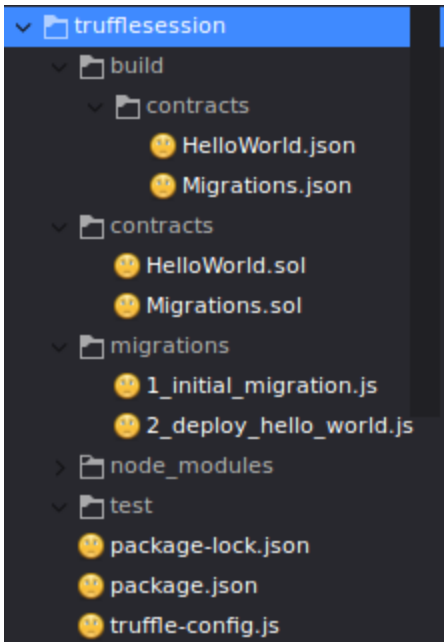 trufflesession
build
contracts
HelloWorld.json
Migrations.json
contracts
HelloWorld.sol
Migrations.sol
migrations
1_initial_migration.js
2_deploy_hello_world.js
node_modules
test
package-lock.json
package.json
truffle-config.js